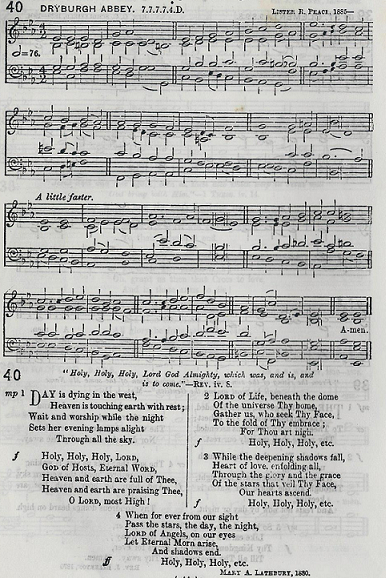 40 DRYBURGH ABBEY. 7.7.7.7.4.D. LISTER R. PEACE, 1885—
=76.
A little faster.
A-men.
40
"Holy, Holy, Holy, Lord God Almighty, which was, and is, and
is to come."—REV. iv. 8.
mp 1 DAY is dying in the west,
Heaven is touching earth with rest;
Wait and worship while the night
Sets her evening lamps alight
Through all the sky.
f Holy, Holy, Holy, LORD,
GOD of Hosts, Eternal WORD,
Heaven and earth are full of Thee,
Heaven and earth are praising Thee,
O LORD, most High!
2 LORD of Life, beneath the dome
Of the universe Thy home,
Gather us, who seek Thy Face,
To the fold of Thy embrace;
For Thou art nigh.
f Holy, Holy, Holy, etc.
3 While the deepening shadows fall,
Heart of love, enfolding all,
Through the glory and the grace
Of the stars that veil Thy Face,
Our hearts ascend.
f Holy, Holy, Holy, etc.
4 When for ever from our sight
Pass the stars, the day, the night,
LORD of Angels, on our eyes
Let Eternal Morn arise,
And shadows end.
ff Holy, Holy, Holy, etc.
MARY A. LATHBURY, 1880.